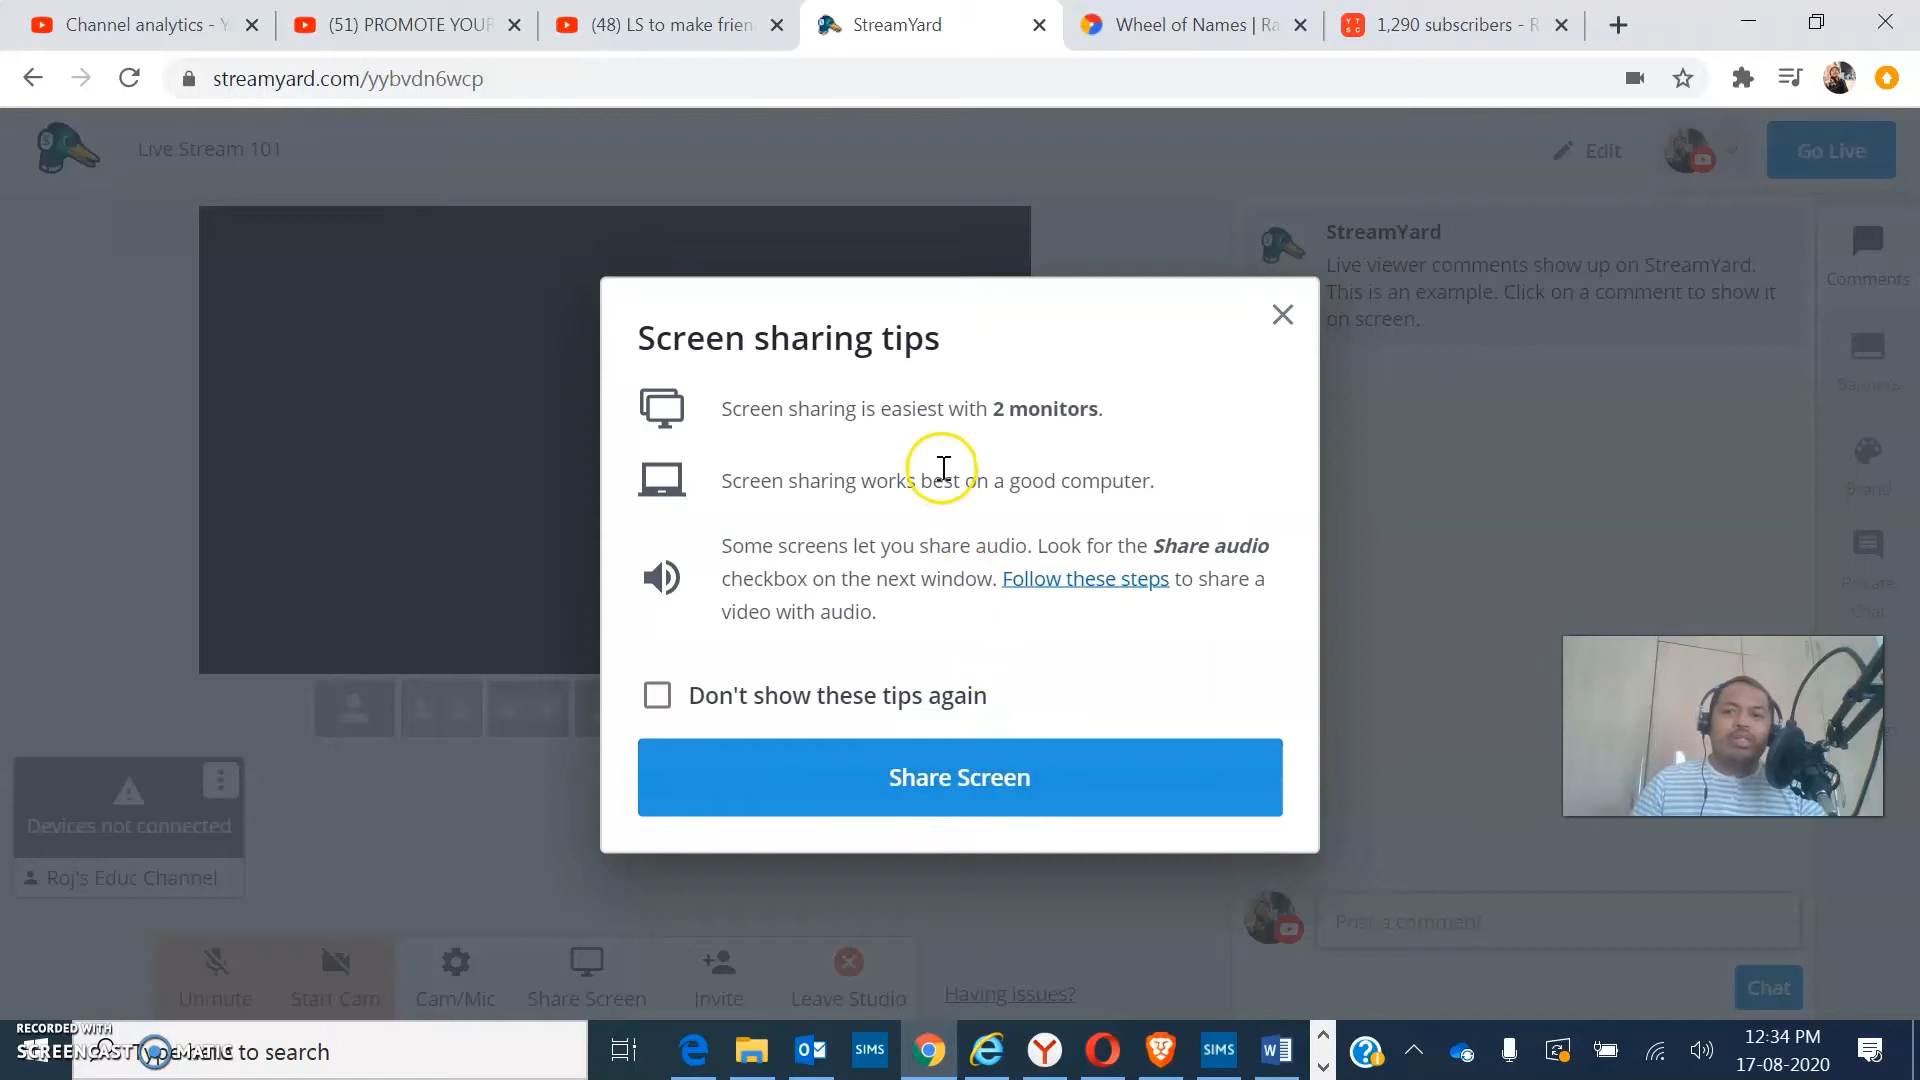 Channel analytics - Y
(51) PROMOTE YOUR
(48) LS to make frien
StreamYard
Wheel of Names | Ra
1,290 subscribers - R
streamyard.com/yybvdn6wcp
Live Stream 101
Edit
Go Live
StreamYard
Live viewer comments show up on StreamYard.
This is an example. Click on a comment to show it
on screen.
Comments
Banners
Brand
Private
Chat
Screen sharing tips
Screen sharing is easiest with 2 monitors.
Screen sharing works best on a good computer.
Some screens let you share audio. Look for the Share audio
checkbox on the next window. Follow these steps to share a
video with audio.
Don't show these tips again
Share Screen
Devices not connected
Roj's Educ Channel
Unmute
Start Cam
Cam/Mic
Share Screen
Invite
Leave Studio
Having issues?
Post a comment
Chat
RECORDED WITH
SCREENCAST MATIC
to search
SIMS
SIMS
12:34 PM
17-08-2020